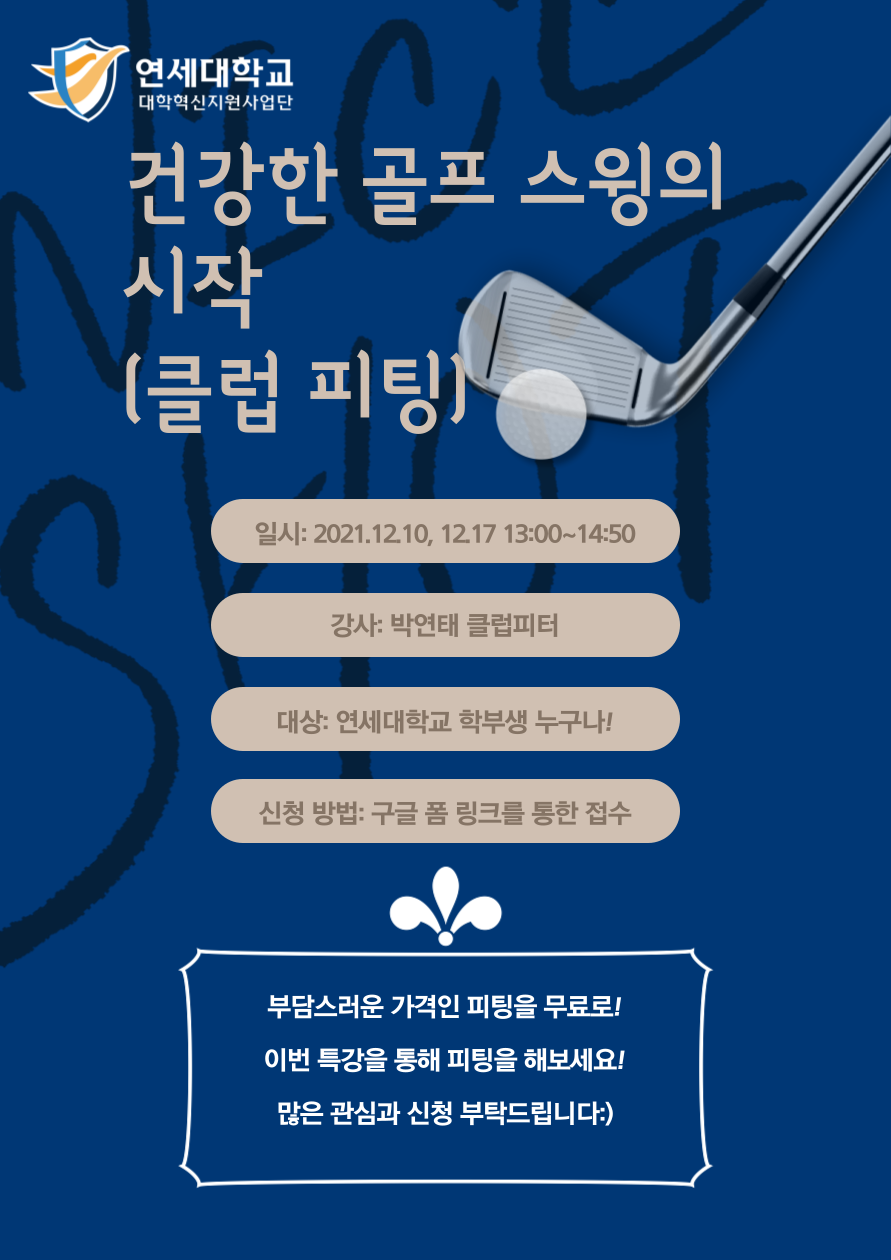 연세대학교
대학혁신지원사업단
건강한 골프 스윙의
시작
(클럽 피팅)
NICE
SHOT
일시: 2021.12.10, 12.17 13:00~14:50
강사: 박연태 클럽피터
대상: 연세대학교 학부생 누구나!
신청 방법: 구글 폼 링크를 통한 접수
부담스러운 가격인 피팅을 무료로!
이번 특강을 통해 피팅을 해보세요!
많은 관심과 신청 부탁드립니다:)